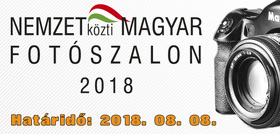 NEMZETközti MAGYAR
FOTÓSZALON
2018
Határidő: 2018. 08. 08.